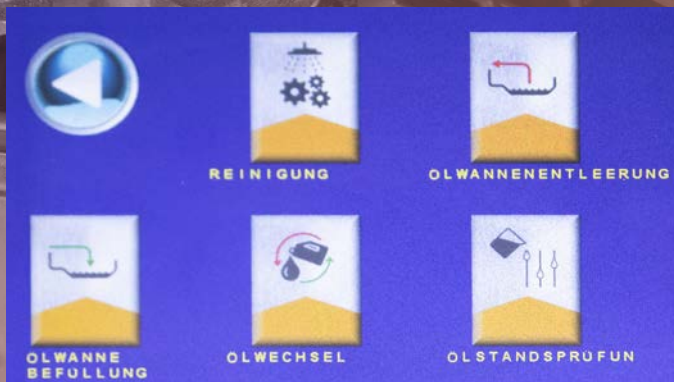 REINIGUNG
OLWANNENENTLEERUNG
OLWANNE
BEFULLUNG
OLWECHSEL
OLSTANDSPRUFUN